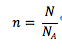 n = N / N_A